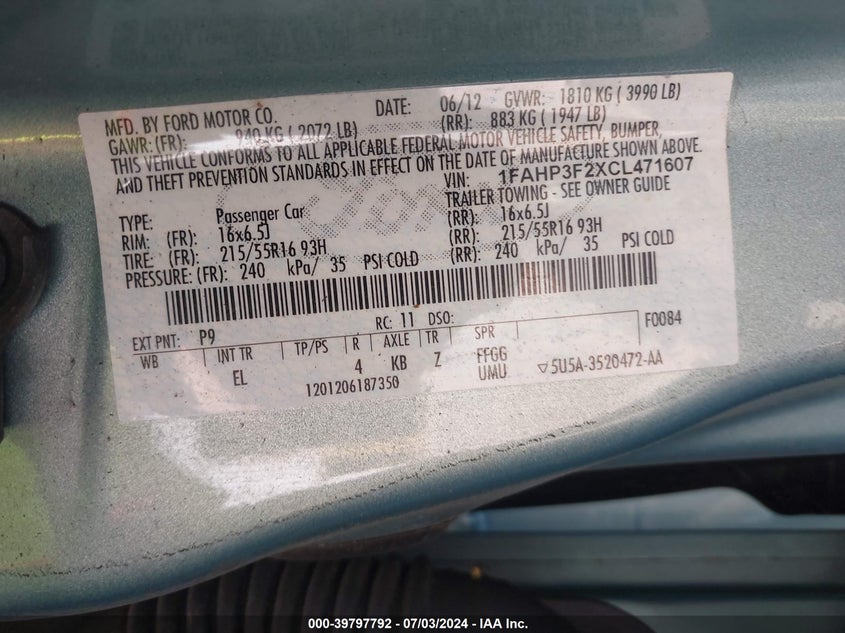 MFD. BY FORD MOTOR CO. DATE: 06/12 GVWR: 1810 KG ( 3990 LB)
GAWR: (FR): 940 KG ( 2072 LB) (RR): 883 KG ( 1947 LB)
THIS VEHICLE CONFORMS TO ALL APPLICABLE FEDERAL MOTOR VEHICLE SAFETY, BUMPER,
AND THEFT PREVENTION STANDARDS IN EFFECT ON THE DATE OF MANUFACTURE SHOWN ABOVE.
VIN: 1FAHP3F2XCL471607
TYPE: Passenger Car TRAILER TOWING - SEE OWNER GUIDE
RIM: (FR): 16x6.5J (RR): 16x6.5J
TIRE: (FR): 215/55R16 93H (RR): 215/55R16 93H
PRESSURE: (FR): 240 kPa/ 35 PSI COLD (RR): 240 kPa/ 35 PSI COLD
EXT PNT: P9 RC: 11 DSO: F0084
WB INT TR TP/PS R AXLE TR SPR
EL 4 KB Z FFGG
UMU ▽5U5A-3520472-AA
1201206187350
Ford
000-39797792 - 07/03/2024 - IAA Inc.